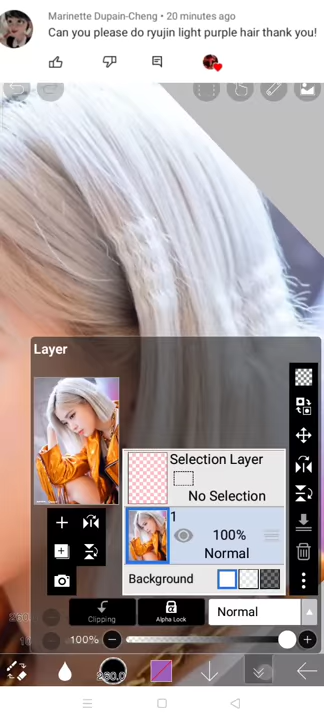 Marinette Dupain-Cheng • 20 minutes ago
Can you please do ryujin light purple hair thank you!
Layer
Selection Layer
No Selection
1
100%
Normal
Background
Clipping
Alpha Lock
Normal
100%
260.0